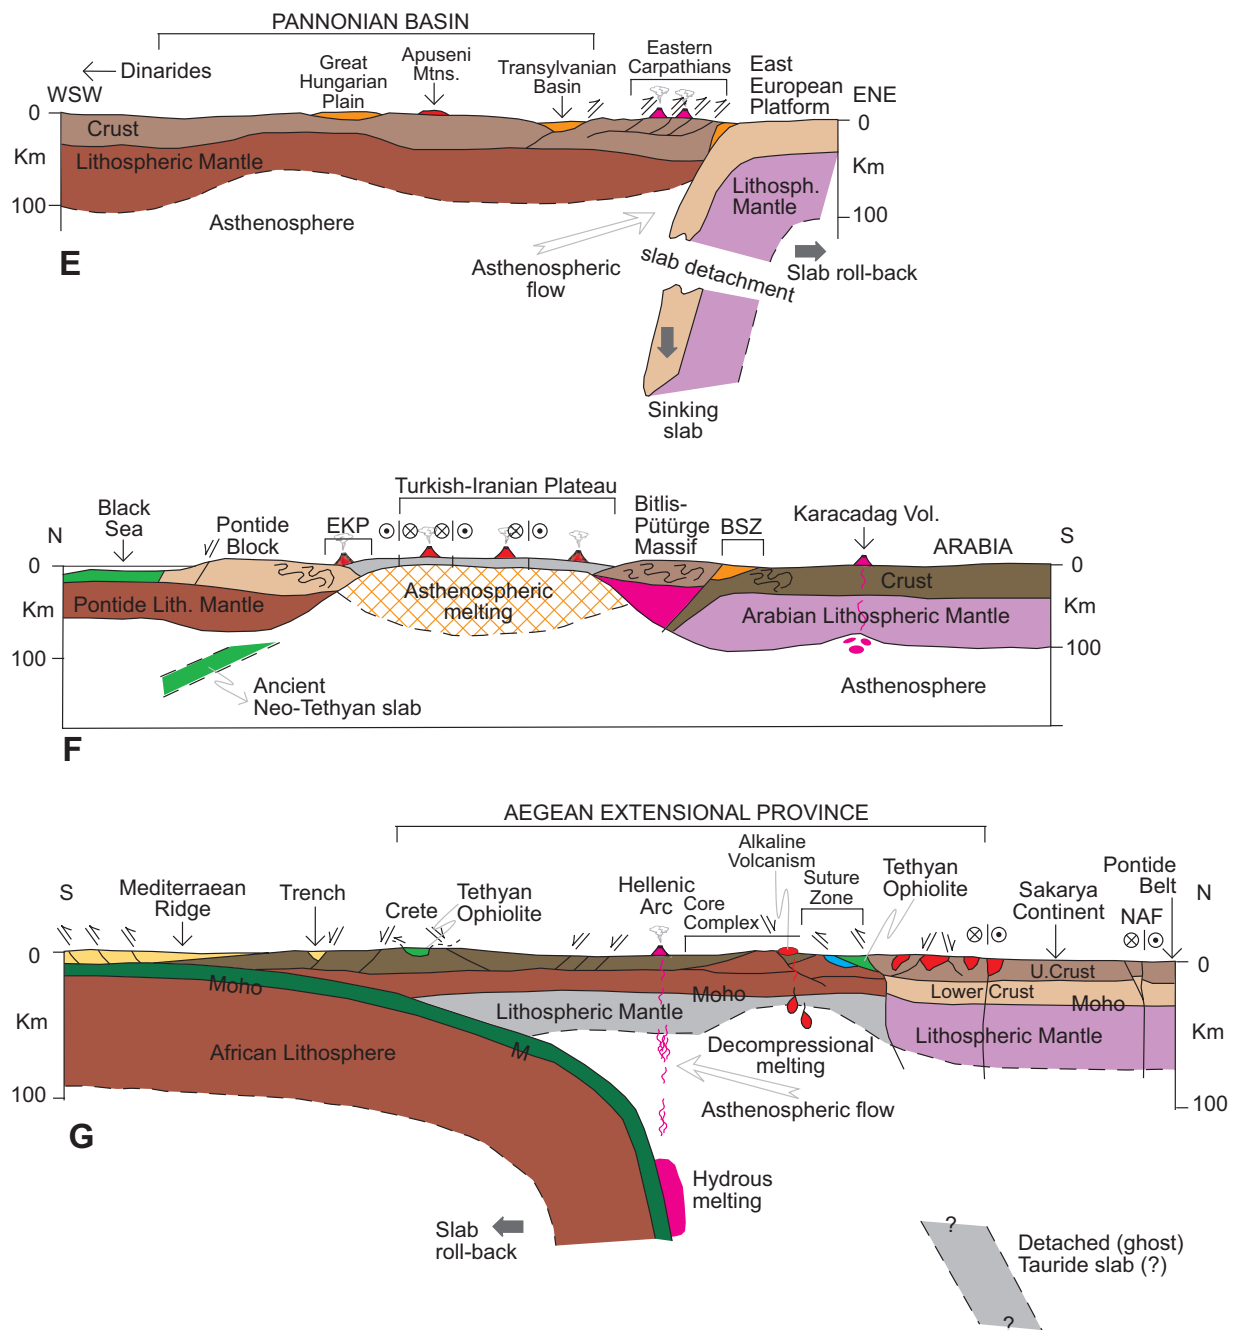 PANNONIAN BASIN
Dinarides
WSW
Great
Hungarian
Plain
Apuseni
Mtns.
Transylvanian
Basin
Eastern
Carpathians
East
European
Platform
ENE
0
Km
100
Crust
Lithospheric Mantle
Asthenosphere
Lithosph.
Mantle
0
Km
100
Asthenospheric
flow
slab detachment
Slab roll-back
Sinking
slab
E
N
Black
Sea
Pontide
Block
EKP
Turkish-Iranian Plateau
Bitlis-
Pütürge
Massif
BSZ
Karacadag Vol.
ARABIA
S
0
Km
100
Pontide Lith. Mantle
Asthenospheric
melting
Crust
Arabian Lithospheric Mantle
0
Km
100
Ancient
Neo-Tethyan slab
Asthenosphere
F
AEGEAN EXTENSIONAL PROVINCE
S
Mediterraean
Ridge
Trench
Crete
Tethyan
Ophiolite
Hellenic
Arc
Core
Complex
Alkaline
Volcanism
Suture
Zone
Tethyan
Ophiolite
Sakarya
Continent
Pontide
Belt
NAF
N
0
Km
100
Moho
African Lithosphere
M
Lithospheric Mantle
Moho
U.Crust
Lower Crust
Moho
Lithospheric Mantle
0
Km
100
Decompressional
melting
Asthenospheric flow
Hydrous
melting
Slab
roll-back
G
?
?
Detached (ghost)
Tauride slab (?)